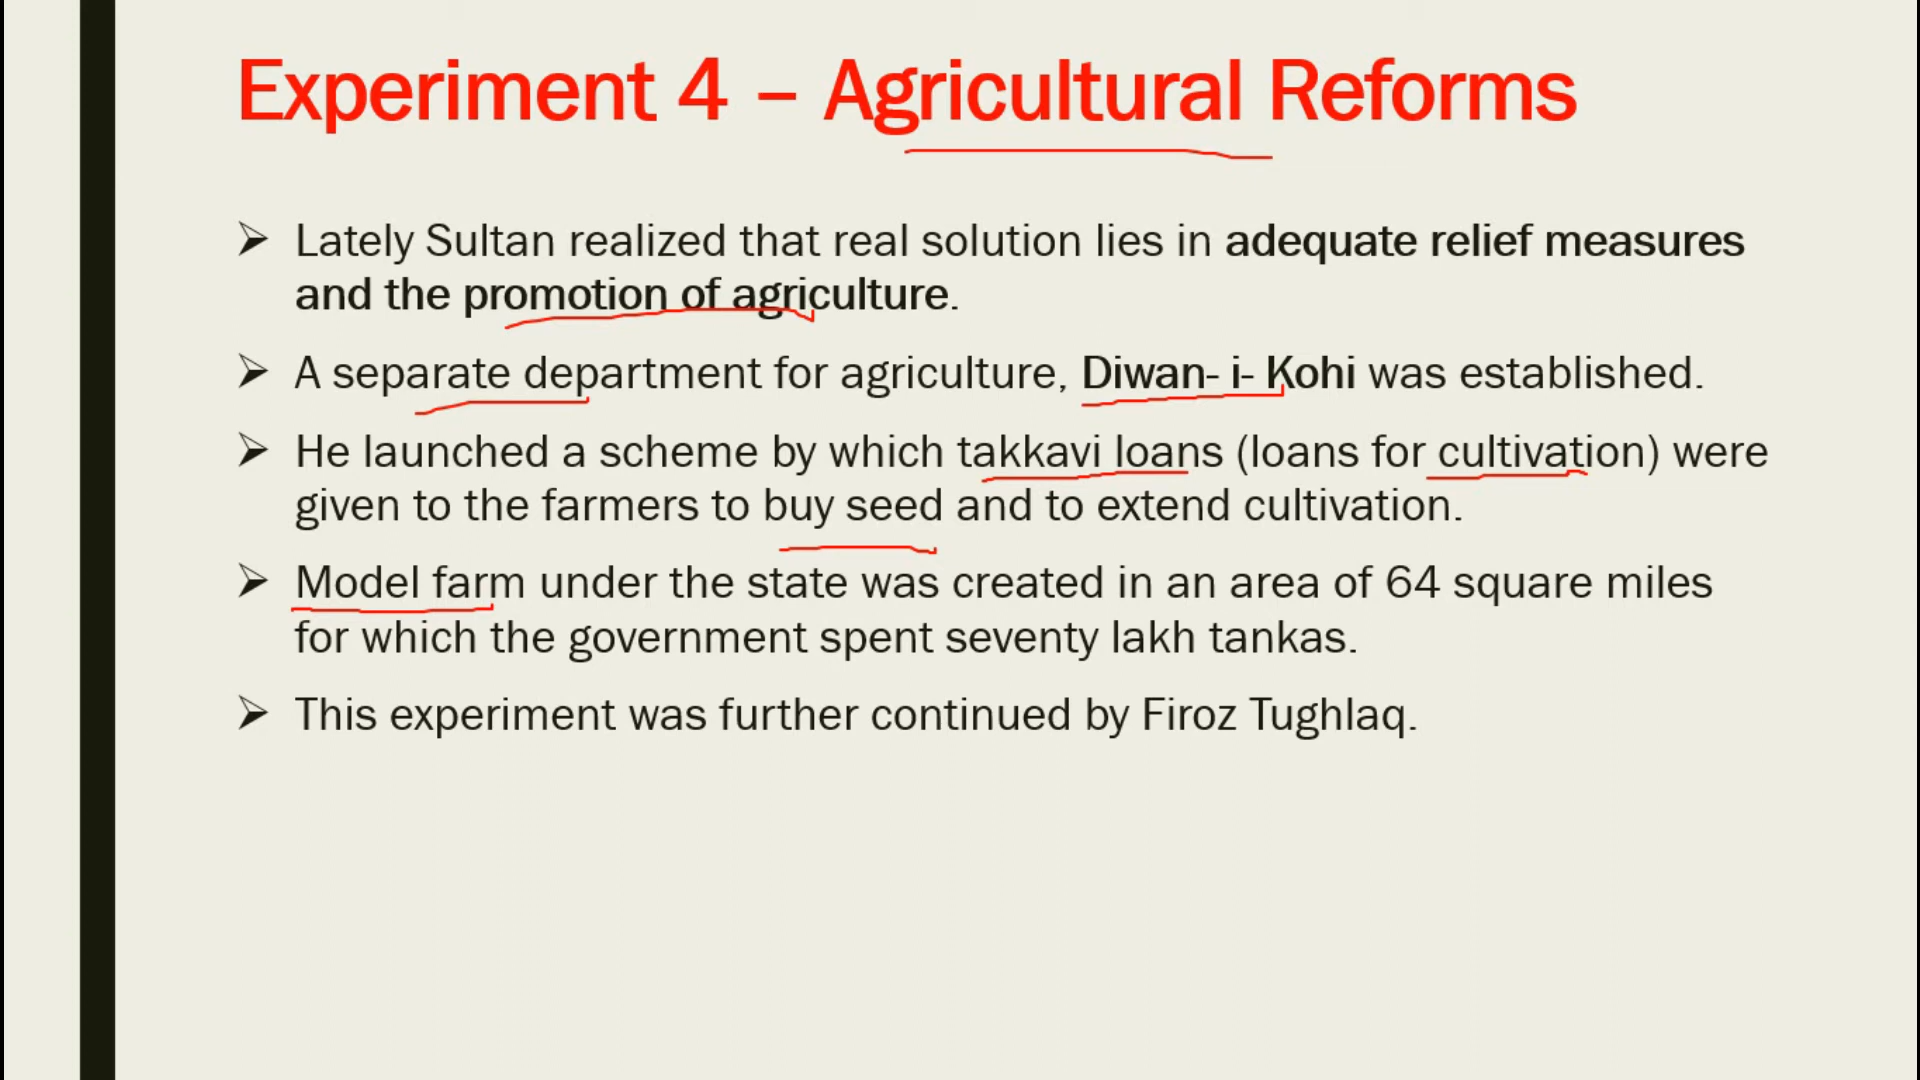 Experiment 4 – Agricultural Reforms
Lately Sultan realized that real solution lies in adequate relief measures
and the promotion of agriculture.
A separate department for agriculture, Diwan- i- Kohi was established.
He launched a scheme by which takkavi loans (loans for cultivation) were
given to the farmers to buy seed and to extend cultivation.
Model farm under the state was created in an area of 64 square miles
for which the government spent seventy lakh tankas.
This experiment was further continued by Firoz Tughlaq.